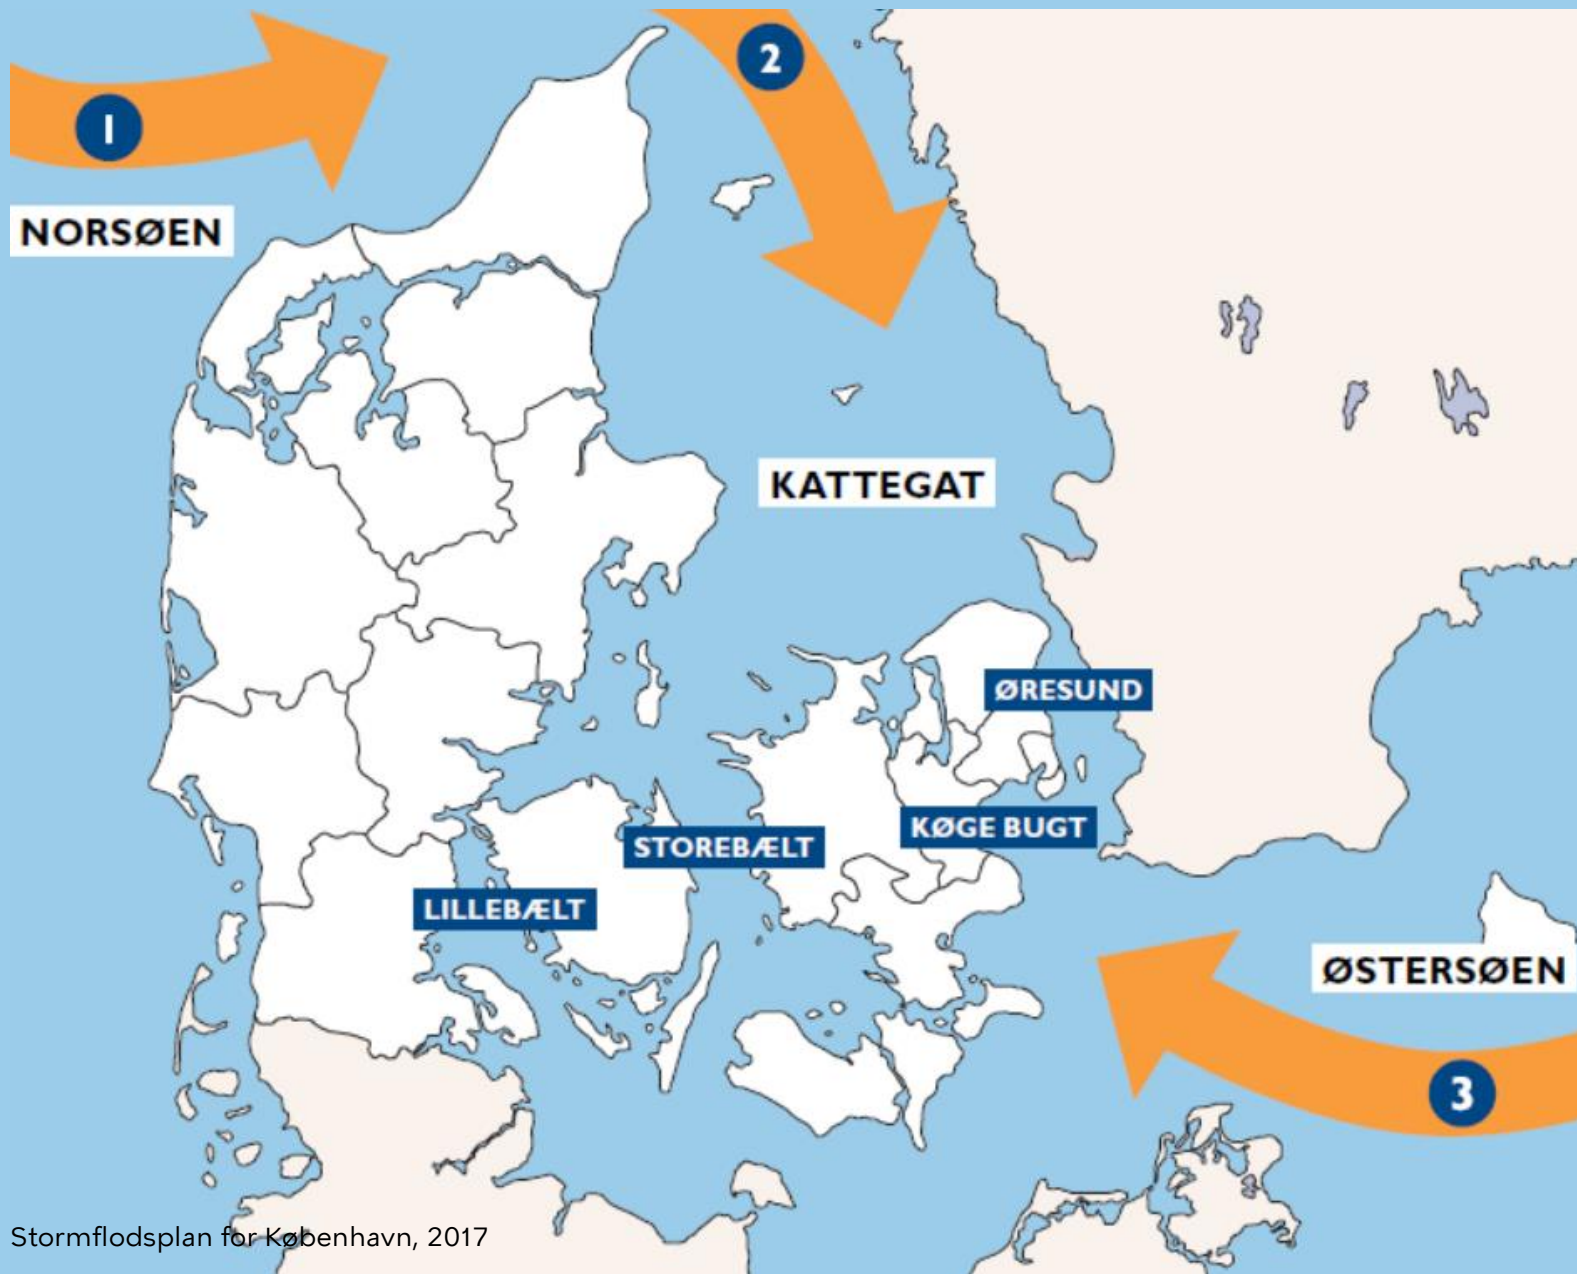 2
1
NORSØEN
KATTEGAT
ØRESUND
KØGE BUGT
STOREBÆLT
LILLEBÆLT
ØSTERSØEN
3
Stormflodsplan for København, 2017